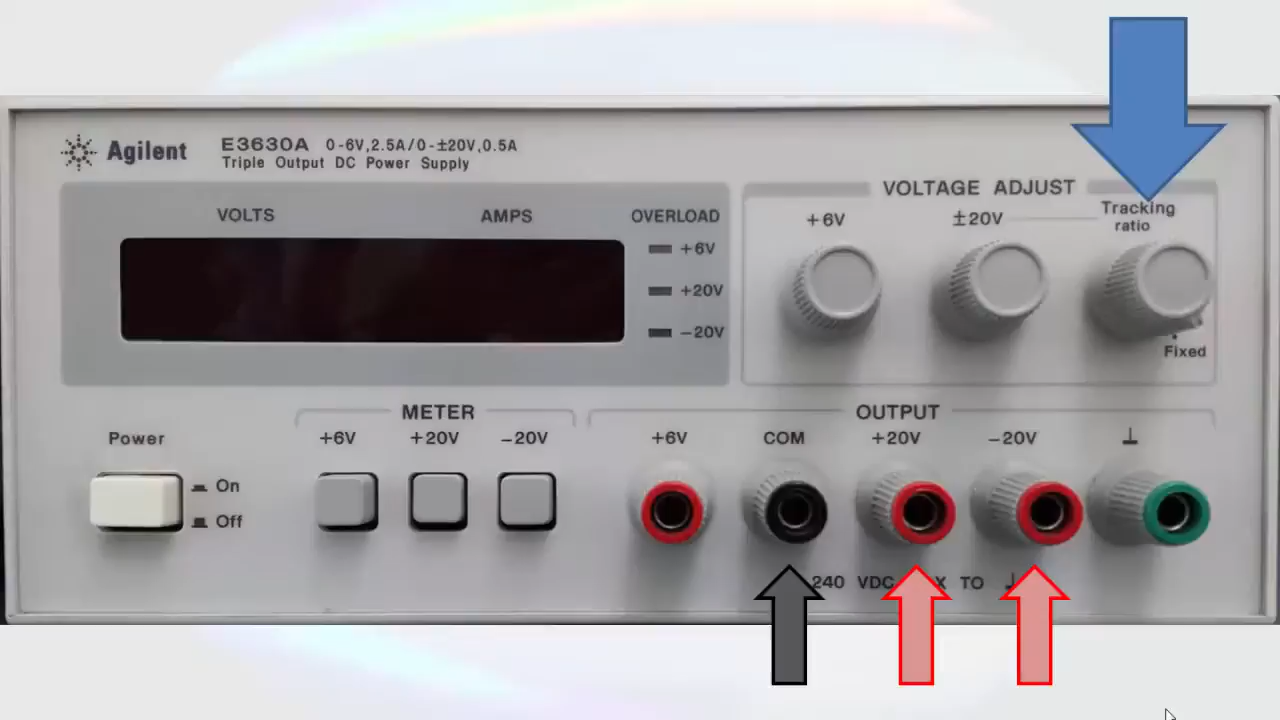 Agilent
E3630A 0-6V,2.5A/0-±20V,0.5A
Triple Output DC Power Supply
VOLTS
AMPS
OVERLOAD
+6V
+20V
−20V
VOLTAGE ADJUST
+6V
±20V
Tracking
ratio
Fixed
Power
On
Off
METER
+6V
+20V
−20V
OUTPUT
+6V
COM
+20V
−20V
240 VDC X TO